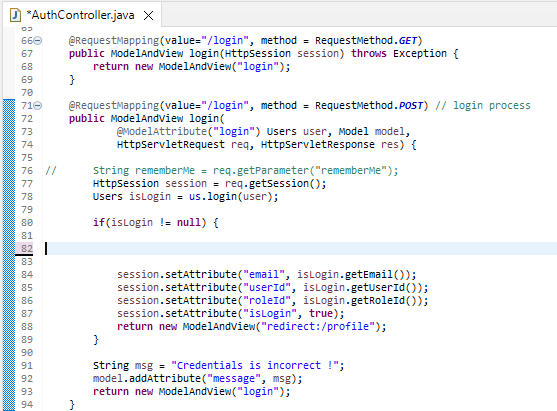 *AuthController.java
65
66 @RequestMapping(value="/login", method = RequestMethod.GET)
67 public ModelAndView login(HttpSession session) throws Exception {
68 return new ModelAndView("login");
69 }
70
71 @RequestMapping(value="/login", method = RequestMethod.POST) // login process
72 public ModelAndView login(
73 @ModelAttribute("login") Users user, Model model,
74 HttpServletRequest req, HttpServletResponse res) {
75
76 // String rememberMe = req.getParameter("rememberMe");
77 HttpSession session = req.getSession();
78 Users isLogin = us.login(user);
79
80 if(isLogin != null) {
81
82
83
84 session.setAttribute("email", isLogin.getEmail());
85 session.setAttribute("userId", isLogin.getUserId());
86 session.setAttribute("roleId", isLogin.getRoleId());
87 session.setAttribute("isLogin", true);
88 return new ModelAndView("redirect:/profile");
89 }
90
91 String msg = "Credentials is incorrect !";
92 model.addAttribute("message", msg);
93 return new ModelAndView("login");
94 }